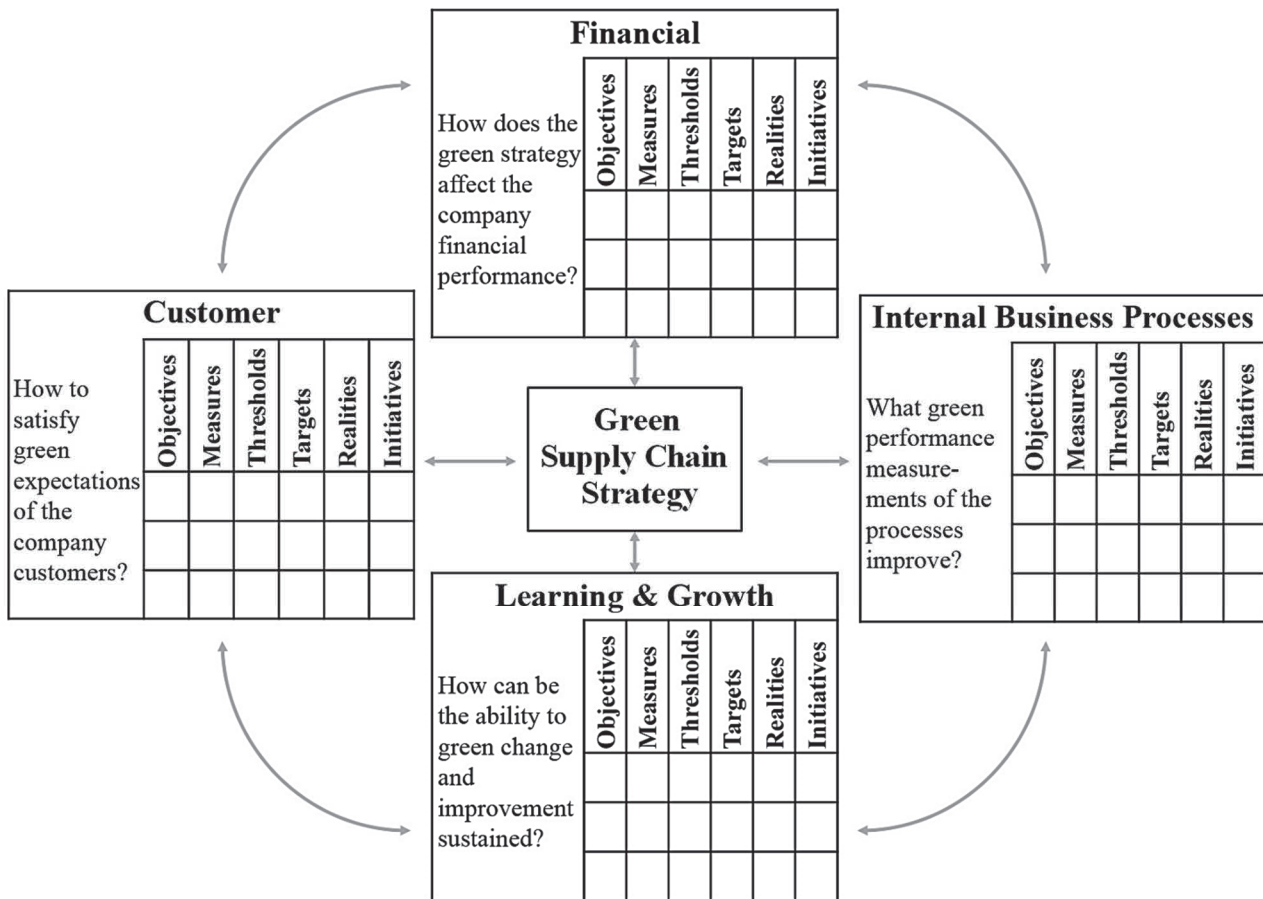 Financial
How does the
green strategy
affect the
company
financial
performance?
Objectives
Measures
Thresholds
Targets
Realities
Initiatives
Customer
How to
satisfy
green
expectations
of the
company
customers?
Objectives
Measures
Thresholds
Targets
Realities
Initiatives
Green
Supply Chain
Strategy
Internal Business Processes
What green
performance
measure-
ments of the
processes
improve?
Objectives
Measures
Thresholds
Targets
Realities
Initiatives
Learning & Growth
How can be
the ability to
green change
and
improvement
sustained?
Objectives
Measures
Thresholds
Targets
Realities
Initiatives